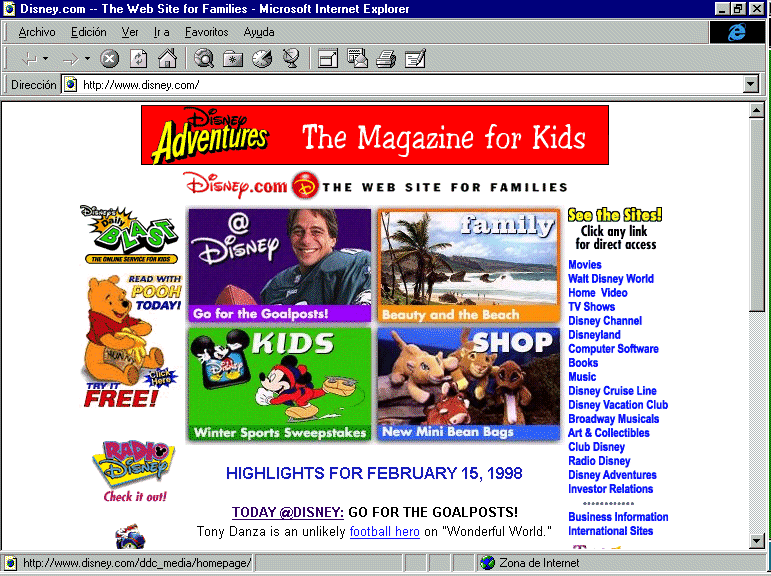 Disney.com -- The Web Site for Families - Microsoft Internet Explorer
Archivo Edición Ver Ir a Favoritos Ayuda
Dirección http://www.disney.com/
Disney Adventures The Magazine for Kids
Disney.com THE WEB SITE FOR FAMILIES
Disney's Daily BLAST
THE ONLINE SERVICE FOR KIDS
READ WITH
POOH
TODAY!
HUNNY
Click
Here
TRY IT
FREE!
RADIO
Disney
Check it out!
@
Disney
Go for the Goalposts!
family
Beauty and the Beach
KIDS
Disney
Winter Sports Sweepstakes
SHOP
New Mini Bean Bags
HIGHLIGHTS FOR FEBRUARY 15, 1998
TODAY @DISNEY: GO FOR THE GOALPOSTS!
Tony Danza is an unlikely football hero on "Wonderful World."
See the Sites!
Click any link
for direct access
Movies
Walt Disney World
Home Video
TV Shows
Disney Channel
Disneyland
Computer Software
Books
Music
Disney Cruise Line
Disney Vacation Club
Broadway Musicals
Art & Collectibles
Club Disney
Radio Disney
Disney Adventures
Investor Relations
Business Information
International Sites
http://www.disney.com/ddc_media/homepage/
Zona de Internet